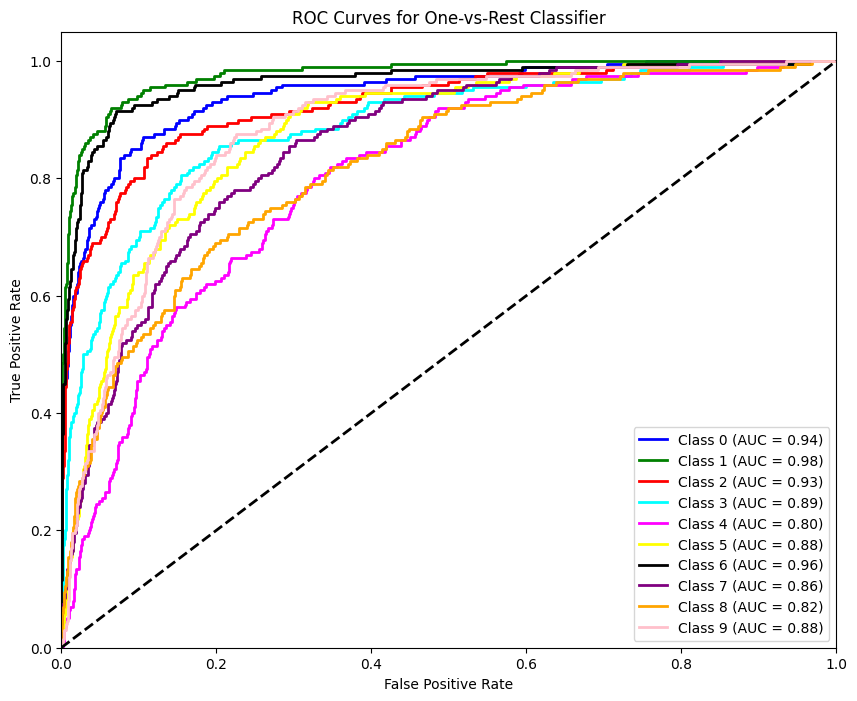 ROC Curves for One-vs-Rest Classifier
True Positive Rate
1.0
0.8
0.6
0.4
0.2
0.0
Class 0 (AUC = 0.94)
Class 1 (AUC = 0.98)
Class 2 (AUC = 0.93)
Class 3 (AUC = 0.89)
Class 4 (AUC = 0.80)
Class 5 (AUC = 0.88)
Class 6 (AUC = 0.96)
Class 7 (AUC = 0.86)
Class 8 (AUC = 0.82)
Class 9 (AUC = 0.88)
0.0 0.2 0.4 0.6 0.8 1.0
False Positive Rate